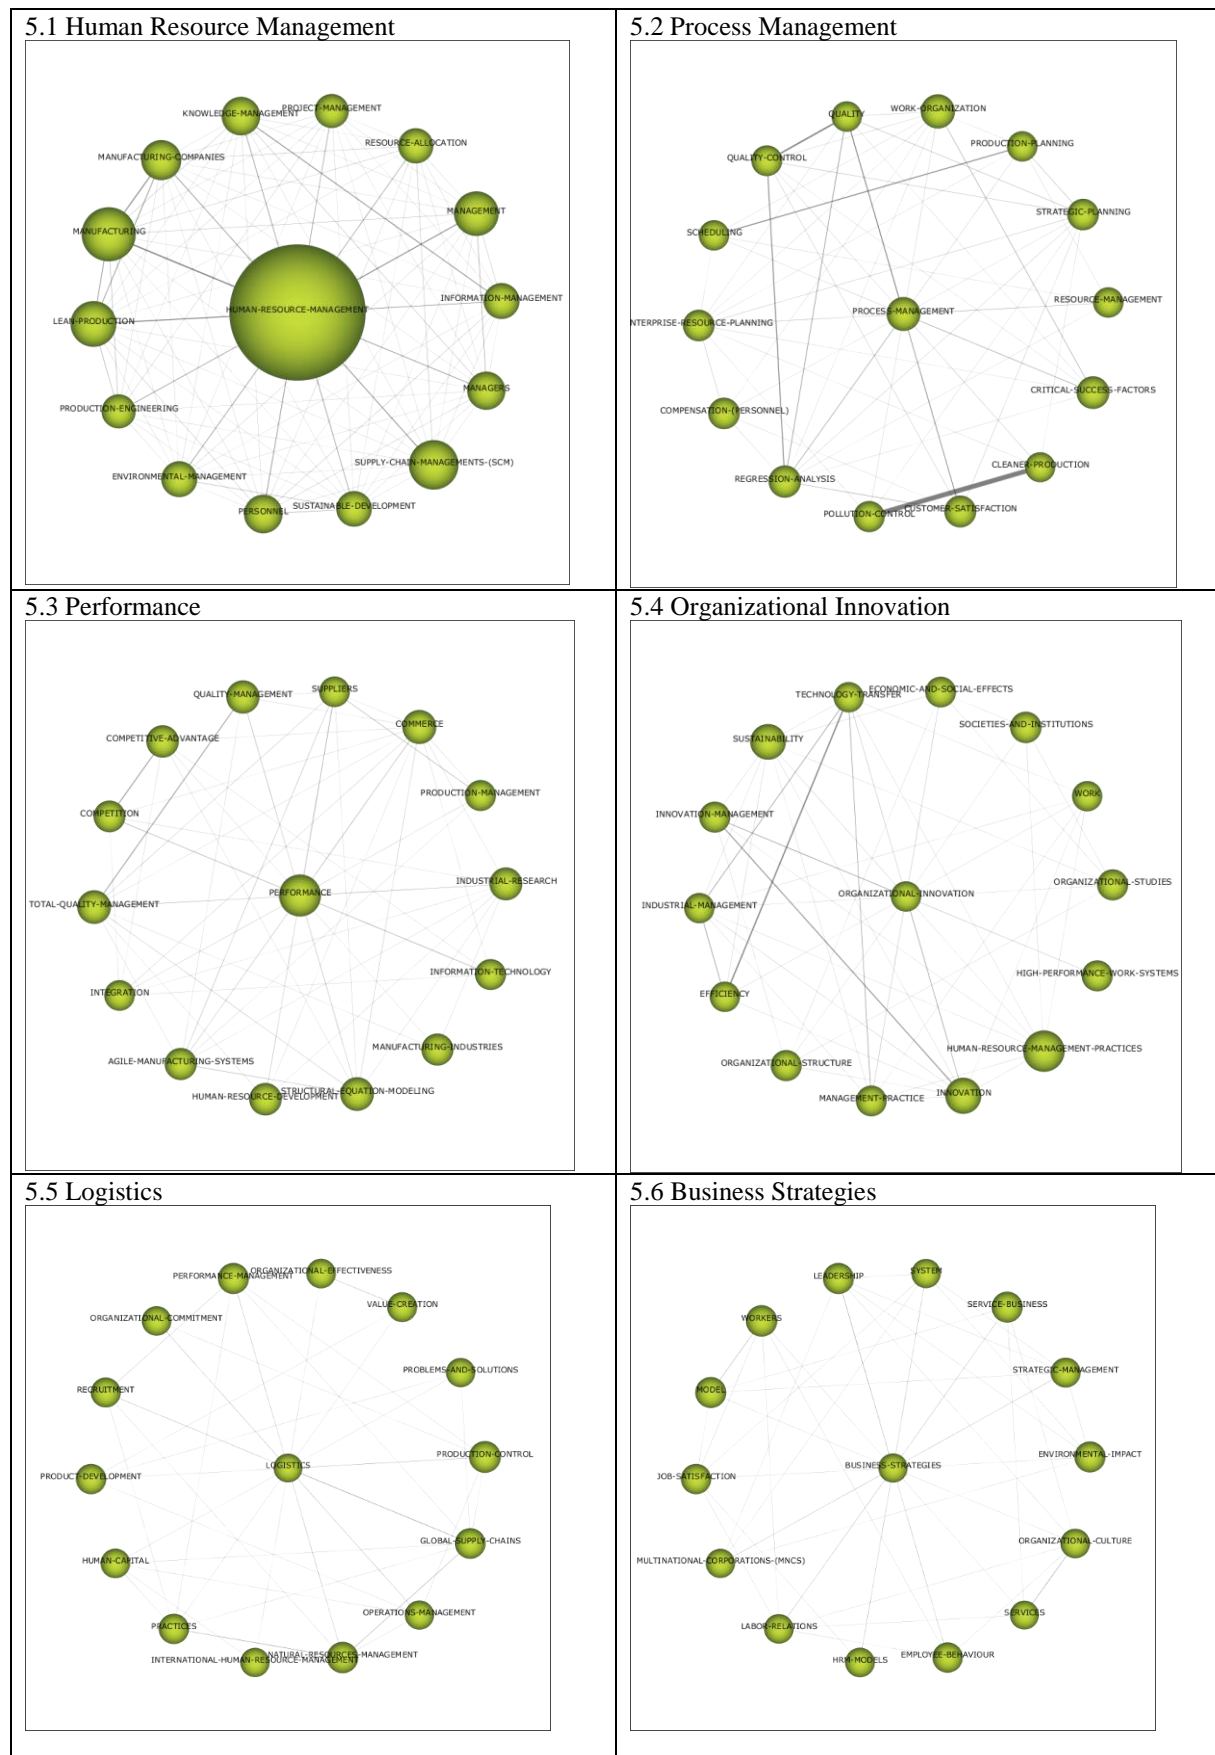 5.1 Human Resource Management
KNOWLEDGE-MANAGEMENT
PROJECT-MANAGEMENT
MANUFACTURING-COMPANIES
RESOURCE-ALLOCATION
MANUFACTURING
MANAGEMENT
HUMAN-RESOURCE-MANAGEMENT
INFORMATION-MANAGEMENT
LEAN-PRODUCTION
MANAGERS
PRODUCTION-ENGINEERING
SUPPLY-CHAIN-MANAGEMENTS-(SCM)
ENVIRONMENTAL-MANAGEMENT
PERSONNEL
SUSTAINABLE-DEVELOPMENT
5.2 Process Management
QUALITY
WORK-ORGANIZATION
QUALITY-CONTROL
PRODUCTION-PLANNING
SCHEDULING
STRATEGIC-PLANNING
PROCESS-MANAGEMENT
RESOURCE-MANAGEMENT
NTERPRISE-RESOURCE-PLANNING
CRITICAL-SUCCESS-FACTORS
COMPENSATION-(PERSONNEL)
CLEANER-PRODUCTION
REGRESSION-ANALYSIS
POLLUTION-CONTROL
CUSTOMER-SATISFACTION
5.3 Performance
QUALITY-MANAGEMENT
SUPPLIERS
COMPETITIVE-ADVANTAGE
COMMERCE
COMPETITION
PRODUCTION-MANAGEMENT
PERFORMANCE
INDUSTRIAL-RESEARCH
TOTAL-QUALITY-MANAGEMENT
INFORMATION-TECHNOLOGY
INTEGRATION
MANUFACTURING-INDUSTRIES
AGILE-MANUFACTURING-SYSTEMS
HUMAN-RESOURCE-DEVELOPMENT
STRUCTURAL-EQUATION-MODELING
5.4 Organizational Innovation
TECHNOLOGY-TRANSFER
ECONOMIC-AND-SOCIAL-EFFECTS
SUSTAINABILITY
SOCIETIES-AND-INSTITUTIONS
INNOVATION-MANAGEMENT
WORK
ORGANIZATIONAL-INNOVATION
ORGANIZATIONAL-STUDIES
INDUSTRIAL-MANAGEMENT
HIGH-PERFORMANCE-WORK-SYSTEMS
EFFICIENCY
HUMAN-RESOURCE-MANAGEMENT-PRACTICES
ORGANIZATIONAL-STRUCTURE
MANAGEMENT-PRACTICE
INNOVATION
5.5 Logistics
PERFORMANCE-MANAGEMENT
ORGANIZATIONAL-EFFECTIVENESS
ORGANIZATIONAL-COMMITMENT
VALUE-CREATION
RECRUITMENT
PROBLEMS-AND-SOLUTIONS
LOGISTICS
PRODUCTION-CONTROL
PRODUCT-DEVELOPMENT
GLOBAL-SUPPLY-CHAINS
HUMAN-CAPITAL
OPERATIONS-MANAGEMENT
PRACTICES
INTERNATIONAL-HUMAN-RESOURCE-MANAGEMENT
NATURAL-RESOURCES-MANAGEMENT
5.6 Business Strategies
LEADERSHIP
SYSTEM
WORKERS
SERVICE-BUSINESS
MODEL
STRATEGIC-MANAGEMENT
BUSINESS-STRATEGIES
ENVIRONMENTAL-IMPACT
JOB-SATISFACTION
ORGANIZATIONAL-CULTURE
MULTINATIONAL-CORPORATIONS-(MNCS)
SERVICES
LABOR-RELATIONS
HRM-MODELS
EMPLOYEE-BEHAVIOUR